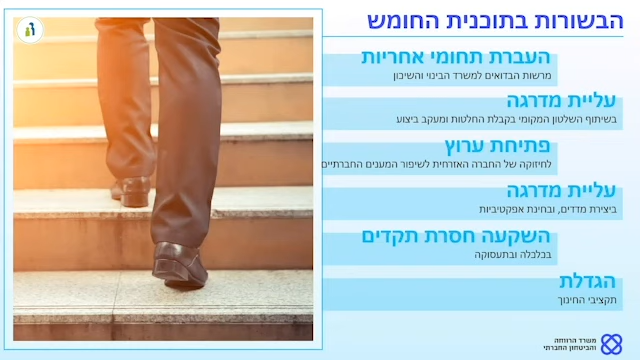 הבשורות בתוכנית החומש
העברת תחומי אחריות
מרשות הבדואים למשרד הבינוי והשיכון
עליית מדרגה
בשיתוף השלטון המקומי בקבלת החלטות ומעקב ביצוע
פתיחת ערוץ
לחיזוקה של החברה האזרחית לשיפור המענים החברתיים
עליית מדרגה
ביצירת מדדים, ובחינת אפקטיביות
השקעה חסרת תקדים
בכלכלה ובתעסוקה
הגדלת
תקציבי החינוך
משרד הרווחה
והביטחון החברתי